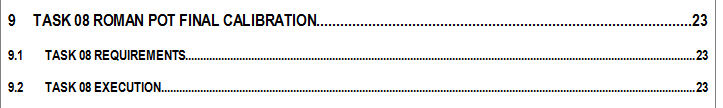 9 TASK 08 ROMAN POT FINAL CALIBRATION........................................................................................23
9.1 TASK 08 REQUIREMENTS.......................................................................................................................................................23
9.2 TASK 08 EXECUTION.............................................................................................................................................................23